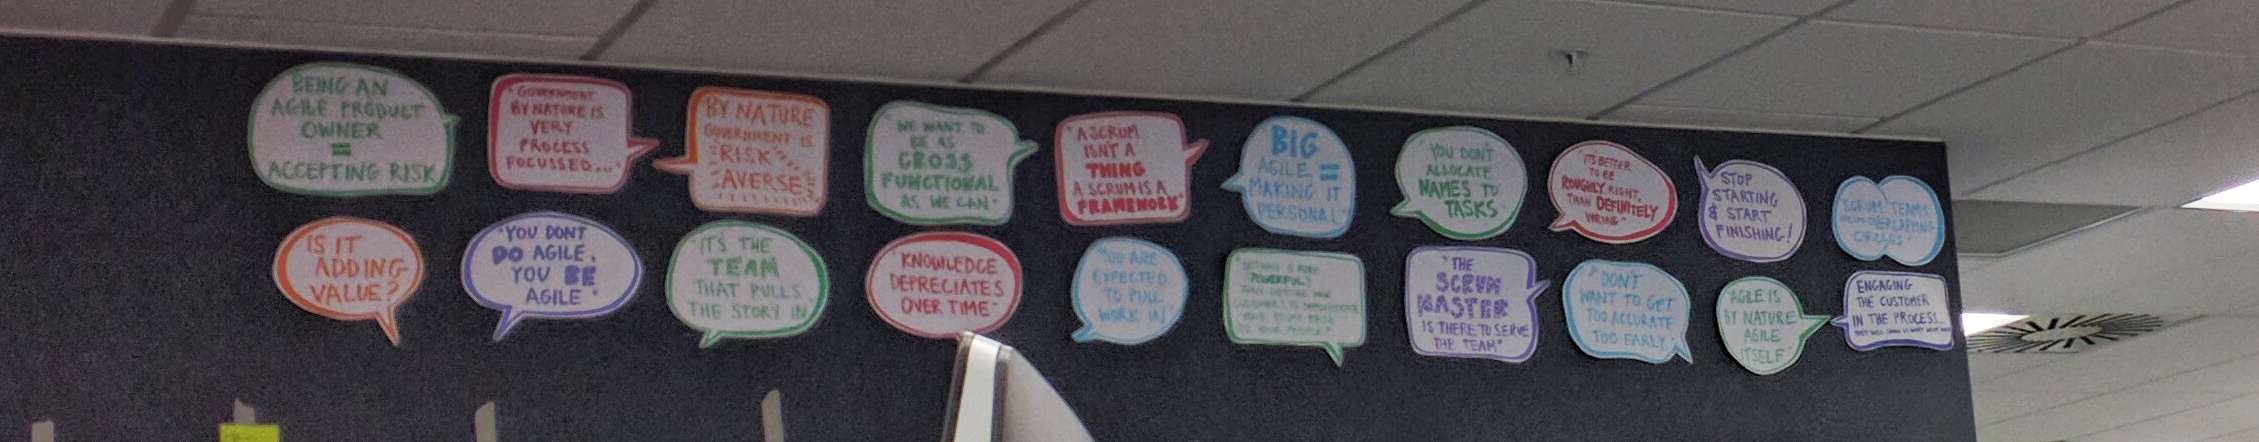 BEING AN
AGILE PRODUCT
OWNER
=
ACCEPTING RISK
"GOVERNMENT
BY NATURE IS
VERY
PROCESS
FOCUSSED..."
BY NATURE
GOVERNMENT IS
RISK
AVERSE
"WE WANT TO
BE AS
CROSS
FUNCTIONAL
AS WE CAN"
"A SCRUM
ISN'T A
THING
A SCRUM IS A
FRAMEWORK"
BIG
AGILE =
MAKING IT
PERSONAL"
"YOU DON'T
ALLOCATE
NAMES TO
TASKS"
"IT'S BETTER
TO BE
ROUGHLY RIGHT,
THAN DEFINITELY
WRONG"
STOP
STARTING
& START
FINISHING!
"SCRUM TEAMS
OVERLAPPING
CIRCLES"
IS IT
ADDING
VALUE?
"YOU DONT
DO AGILE,
YOU BE
AGILE"
"IT'S THE
TEAM
THAT PULLS
THE STORY IN"
"KNOWLEDGE
DEPRECIATES
OVER TIME"
"YOU ARE
EXPECTED
TO PULL
WORK IN"
POWERFUL
"THE
SCRUM
MASTER
IS THERE TO SERVE
THE TEAM"
"DON'T
WANT TO GET
TOO ACCURATE
TOO EARLY"
AGILE IS
BY NATURE
AGILE
ITSELF"
ENGAGING
THE CUSTOMER
IN THE PROCESS...